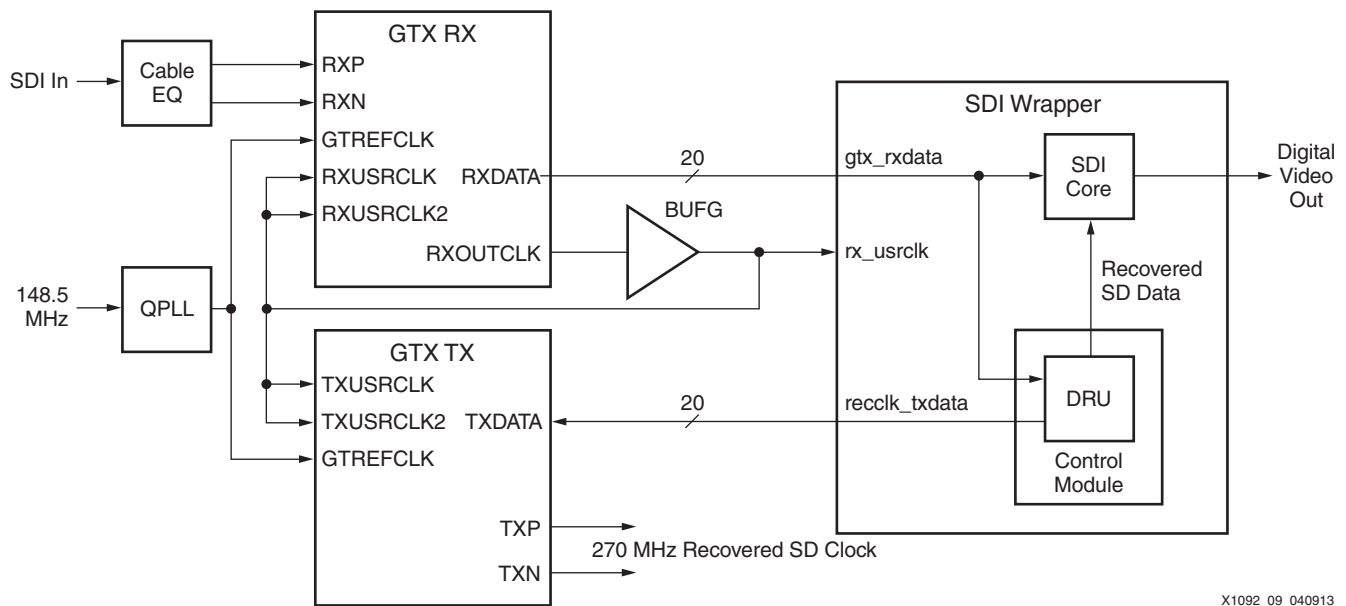 SDI In
Cable
EQ
148.5
MHz
QPLL
GTX RX
RXP
RXN
GTREFCLK
RXUSRCLK
RXUSRCLK2
RXDATA
RXOUTCLK
20
BUFG
GTX TX
TXUSRCLK
TXUSRCLK2
GTREFCLK
TXDATA
TXP
TXN
20
270 MHz Recovered SD Clock
SDI Wrapper
gtx_rxdata
rx_usrclk
recclk_txdata
SDI
Core
Recovered
SD Data
DRU
Control
Module
Digital
Video
Out
X1092_09_040913